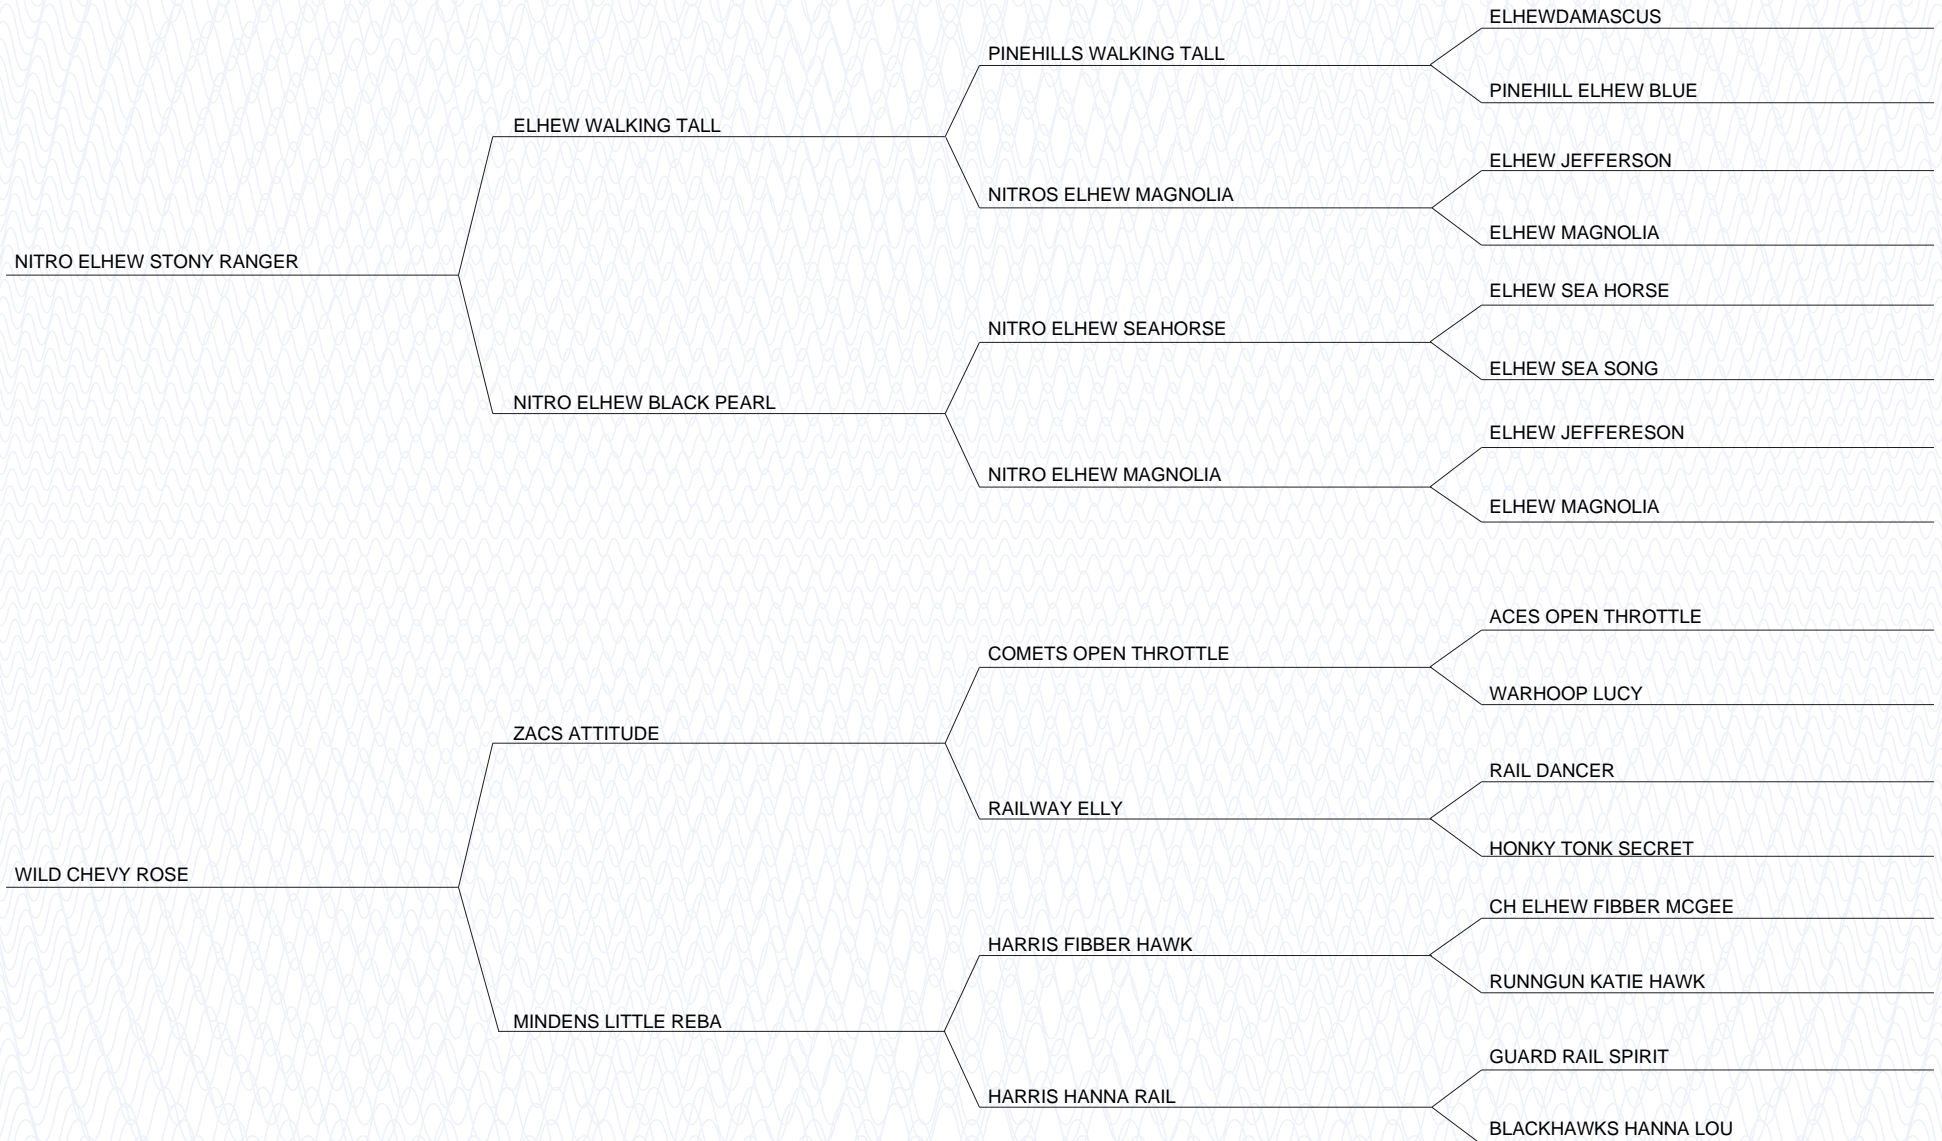 ELHEWDAMASCUS
PINEHILLS WALKING TALL
PINEHILL ELHEW BLUE
ELHEW WALKING TALL
ELHEW JEFFERSON
NITROS ELHEW MAGNOLIA
ELHEW MAGNOLIA
NITRO ELHEW STONY RANGER
ELHEW SEA HORSE
NITRO ELHEW SEAHORSE
ELHEW SEA SONG
NITRO ELHEW BLACK PEARL
ELHEW JEFFERESON
NITRO ELHEW MAGNOLIA
ELHEW MAGNOLIA
ACES OPEN THROTTLE
COMETS OPEN THROTTLE
WARHOOP LUCY
ZACS ATTITUDE
RAIL DANCER
RAILWAY ELLY
HONKY TONK SECRET
WILD CHEVY ROSE
CH ELHEW FIBBER MCGEE
HARRIS FIBBER HAWK
RUNNGUN KATIE HAWK
MINDENS LITTLE REBA
GUARD RAIL SPIRIT
HARRIS HANNA RAIL
BLACKHAWKS HANNA LOU